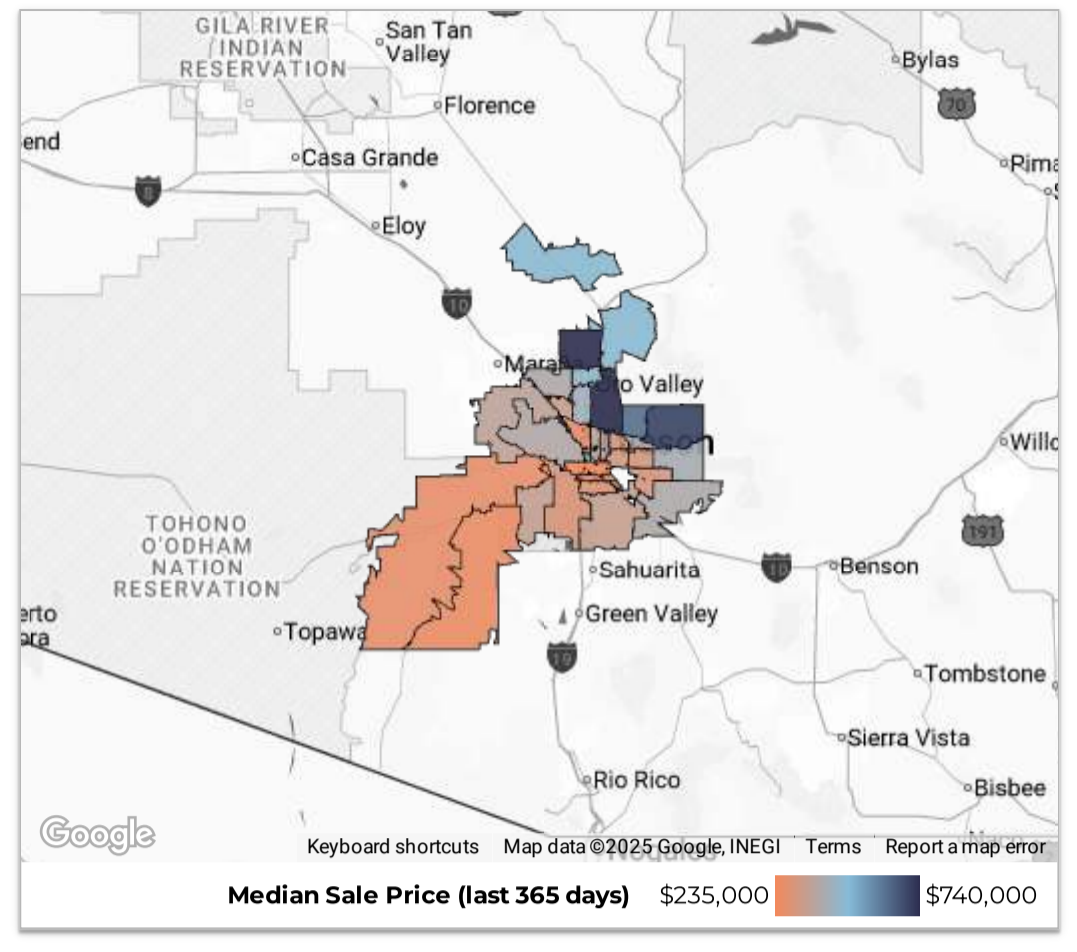 GILA RIVER
INDIAN
RESERVATION
San Tan
Valley
Bylas
70
Florence
end
Casa Grande
8
Eloy
10
Oro Valley
191
TOHONO
O'ODHAM
NATION
RESERVATION
Sahuarita
10
Benson
Green Valley
Topawa
19
Tombstone
Sierra Vista
Rio Rico
Bisbee
Google
Keyboard shortcuts
Map data ©2025 Google, INEGI
Terms
Report a map error
Median Sale Price (last 365 days)
$235,000
$740,000